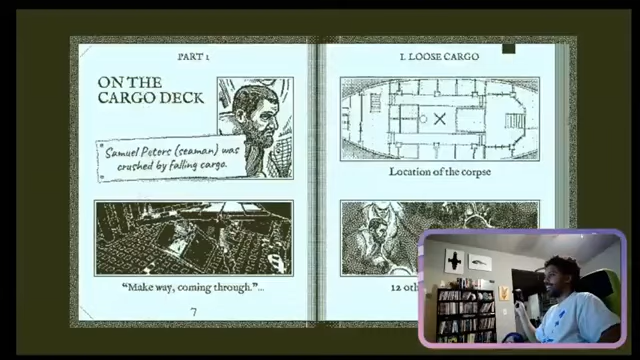 PART 1
ON THE
CARGO DECK
Samuel Peters (seaman) was
crushed by falling cargo.
"Make way, coming through."...
7
I. LOOSE CARGO
Location of the corpse
12